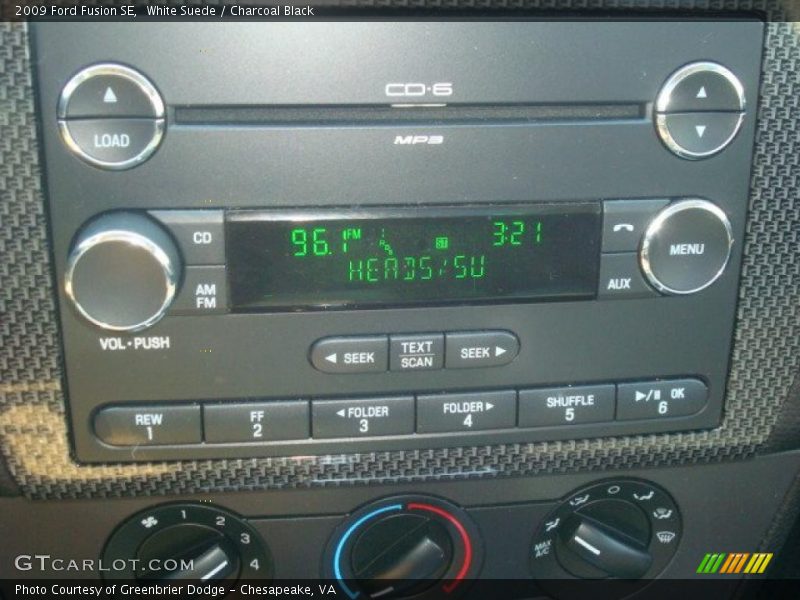 2009 Ford Fusion SE,  White Suede / Charcoal Black
CD·6
LOAD
MP3
CD
96.1 FM
3:21
MENU
AM
FM
HEADS/SU
AUX
VOL·PUSH
SEEK
TEXT
SCAN
SEEK
REW
1
FF
2
FOLDER
3
FOLDER
4
SHUFFLE
5
OK
6
1 2 3 4
MAX
A/C
GTCARLOT.COM
Photo Courtesy of Greenbrier Dodge – Chesapeake, VA